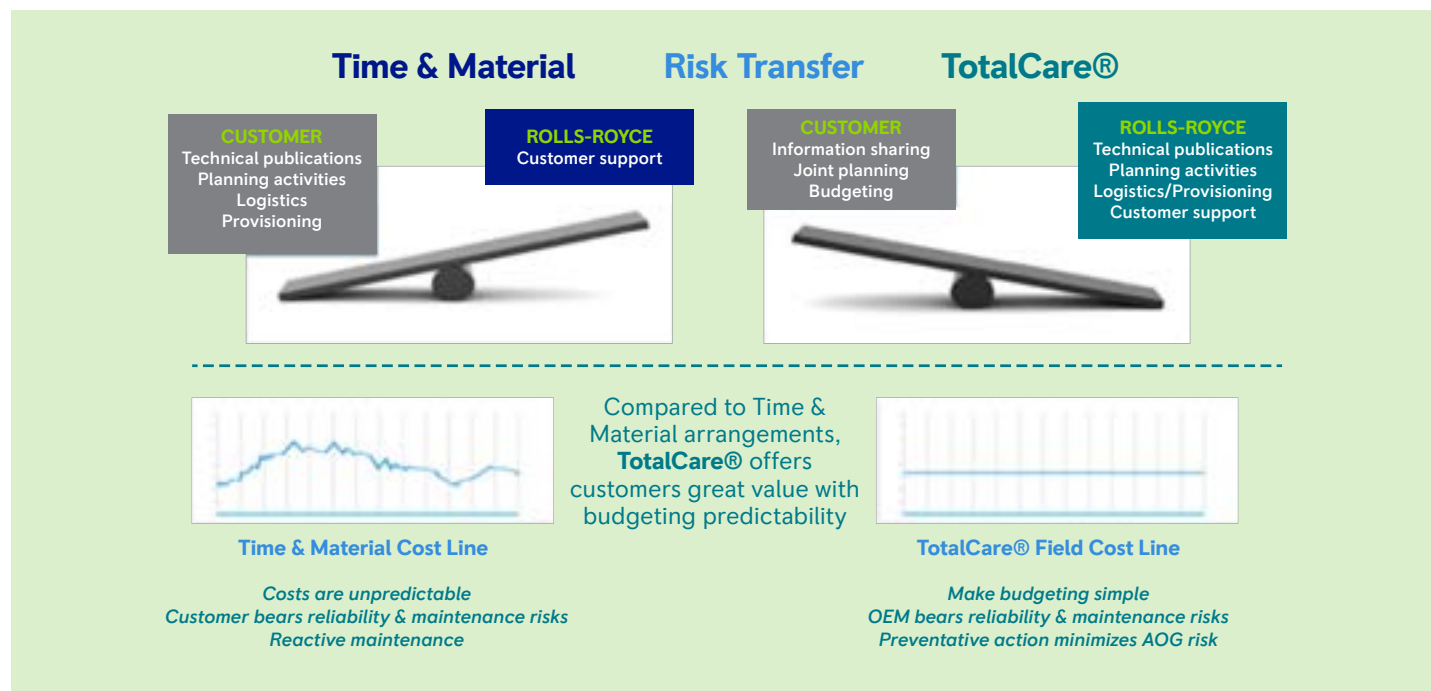 Time & Material
Risk Transfer
TotalCare®
CUSTOMER
Technical publications
Planning activities
Logistics
Provisioning
ROLLS-ROYCE
Customer support
CUSTOMER
Information sharing
Joint planning
Budgeting
ROLLS-ROYCE
Technical publications
Planning activities
Logistics/Provisioning
Customer support
Compared to Time &
Material arrangements,
TotalCare® offers
customers great value with
budgeting predictability
Time & Material Cost Line
Costs are unpredictable
Customer bears reliability & maintenance risks
Reactive maintenance
TotalCare® Field Cost Line
Make budgeting simple
OEM bears reliability & maintenance risks
Preventative action minimizes AOG risk